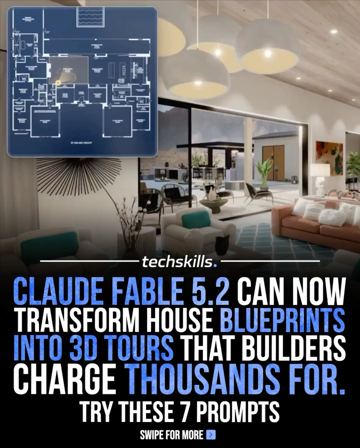 techskills.
CLAUDE FABLE 5.2 CAN NOW
TRANSFORM HOUSE BLUEPRINTS
INTO 3D TOURS THAT BUILDERS
CHARGE THOUSANDS FOR.
TRY THESE 7 PROMPTS
SWIPE FOR MORE